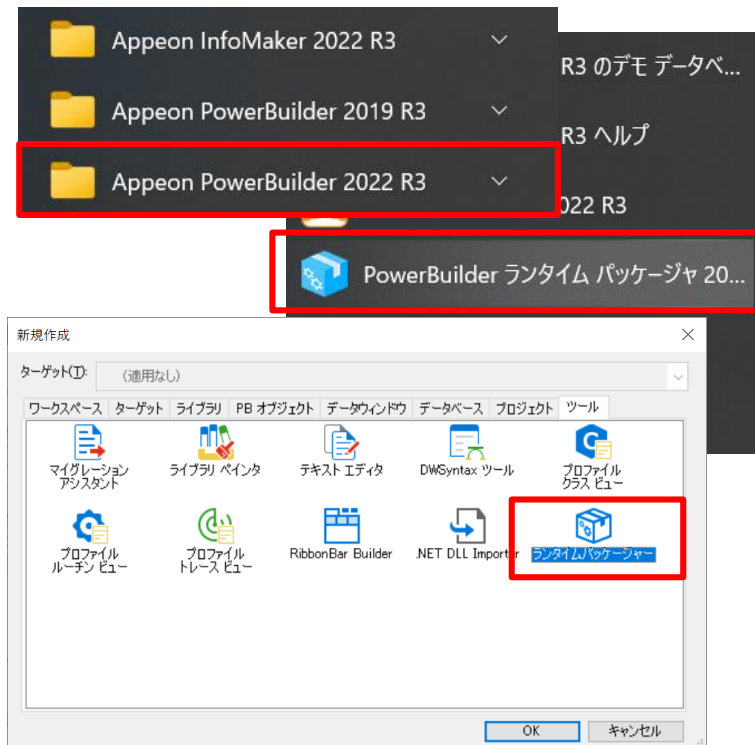 Appeon InfoMaker 2022 R3
Appeon PowerBuilder 2019 R3
Appeon PowerBuilder 2022 R3
R3 のデモ データベ...
R3 ヘルプ
022 R3
PowerBuilder ランタイム パッケージャ 20...
新規作成
ターゲット(T):
(適用なし)
ワークスペース ターゲット ライブラリ PB オブジェクト データウィンドウ データベース プロジェクト ツール
マイグレーション
アシスタント
ライブラリ ペインタ
テキスト エディタ
DWSyntax ツール
プロファイル
クラス ビュー
プロファイル
ルーチン ビュー
プロファイル
トレース ビュー
RibbonBar Builder
.NET DLL Importer
ランタイムパッケージャー
OK
キャンセル